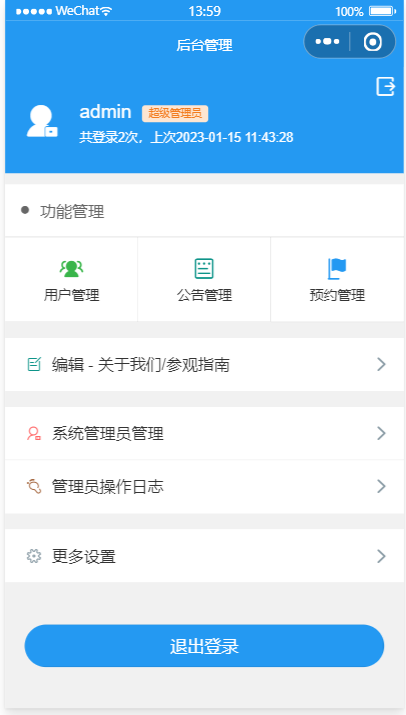 WeChat 13:59 100%
后台管理
admin 超级管理员
共登录2次，上次2023-01-15 11:43:28
功能管理
用户管理 公告管理 预约管理
编辑 - 关于我们/参观指南
系统管理员管理
管理员操作日志
更多设置
退出登录